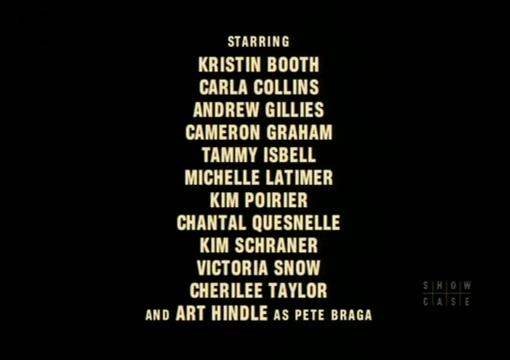 STARRING
KRISTIN BOOTH
CARLA COLLINS
ANDREW GILLIES
CAMERON GRAHAM
TAMMY ISBELL
MICHELLE LATIMER
KIM POIRIER
CHANTAL QUESNELLE
KIM SCHRANER
VICTORIA SNOW
CHERILEE TAYLOR
AND ART HINDLE AS PETE BRAGA
SHOW
CASE